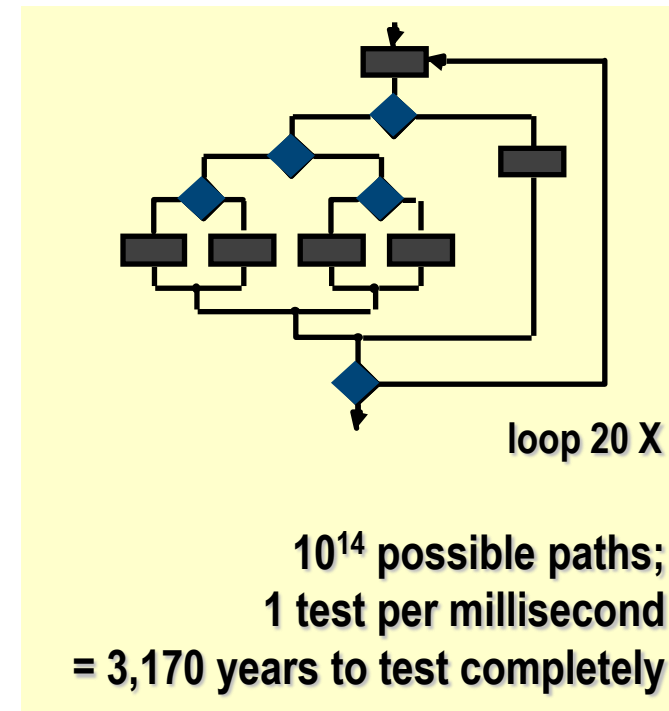 loop 20 X
10¹⁴ possible paths;
1 test per millisecond
= 3,170 years to test completely